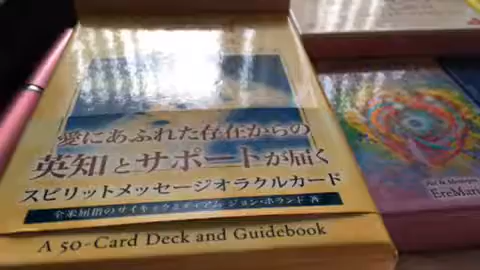 愛にあふれた存在からの
英知とサポートが届く
スピリットメッセージオラクルカード
全米屈指のサイキックミディアム ジョン・ホランド 著
A 50-Card Deck and Guidebook
Art &
EreMari